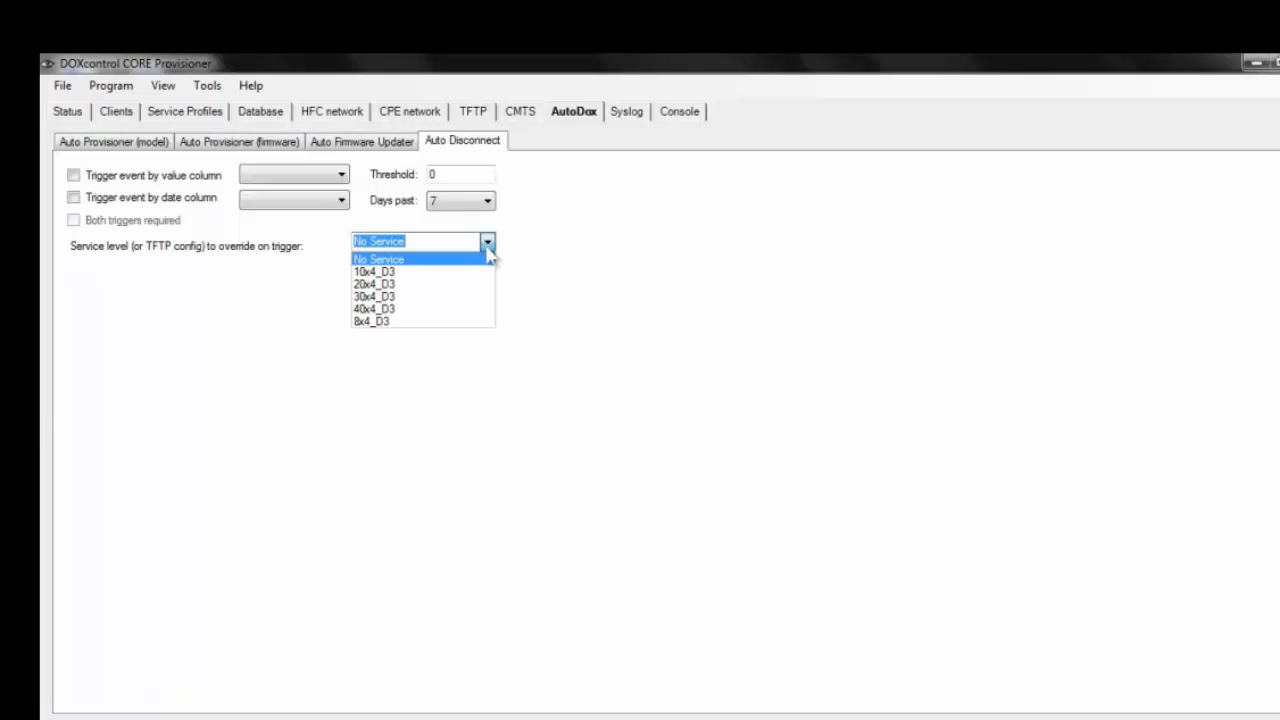 DOXcontrol CORE Provisioner
File Program View Tools Help
Status Clients Service Profiles Database HFC network CPE network TFTP CMTS AutoDox Syslog Console
Auto Provisioner (model) Auto Provisioner (firmware) Auto Firmware Updater Auto Disconnect
Trigger event by value column Threshold: 0
Trigger event by date column Days past: 7
Both triggers required
Service level (or TFTP config) to override on trigger: No Service
No Service
10x4_D3
20x4_D3
30x4_D3
40x4_D3
8x4_D3